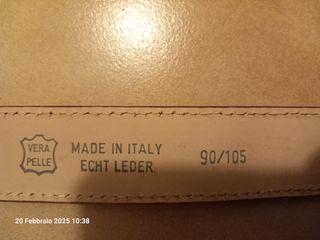 VERA
PELLE
MADE IN ITALY
ECHT LEDER
90/105
20 Febbraio 2025 10:38